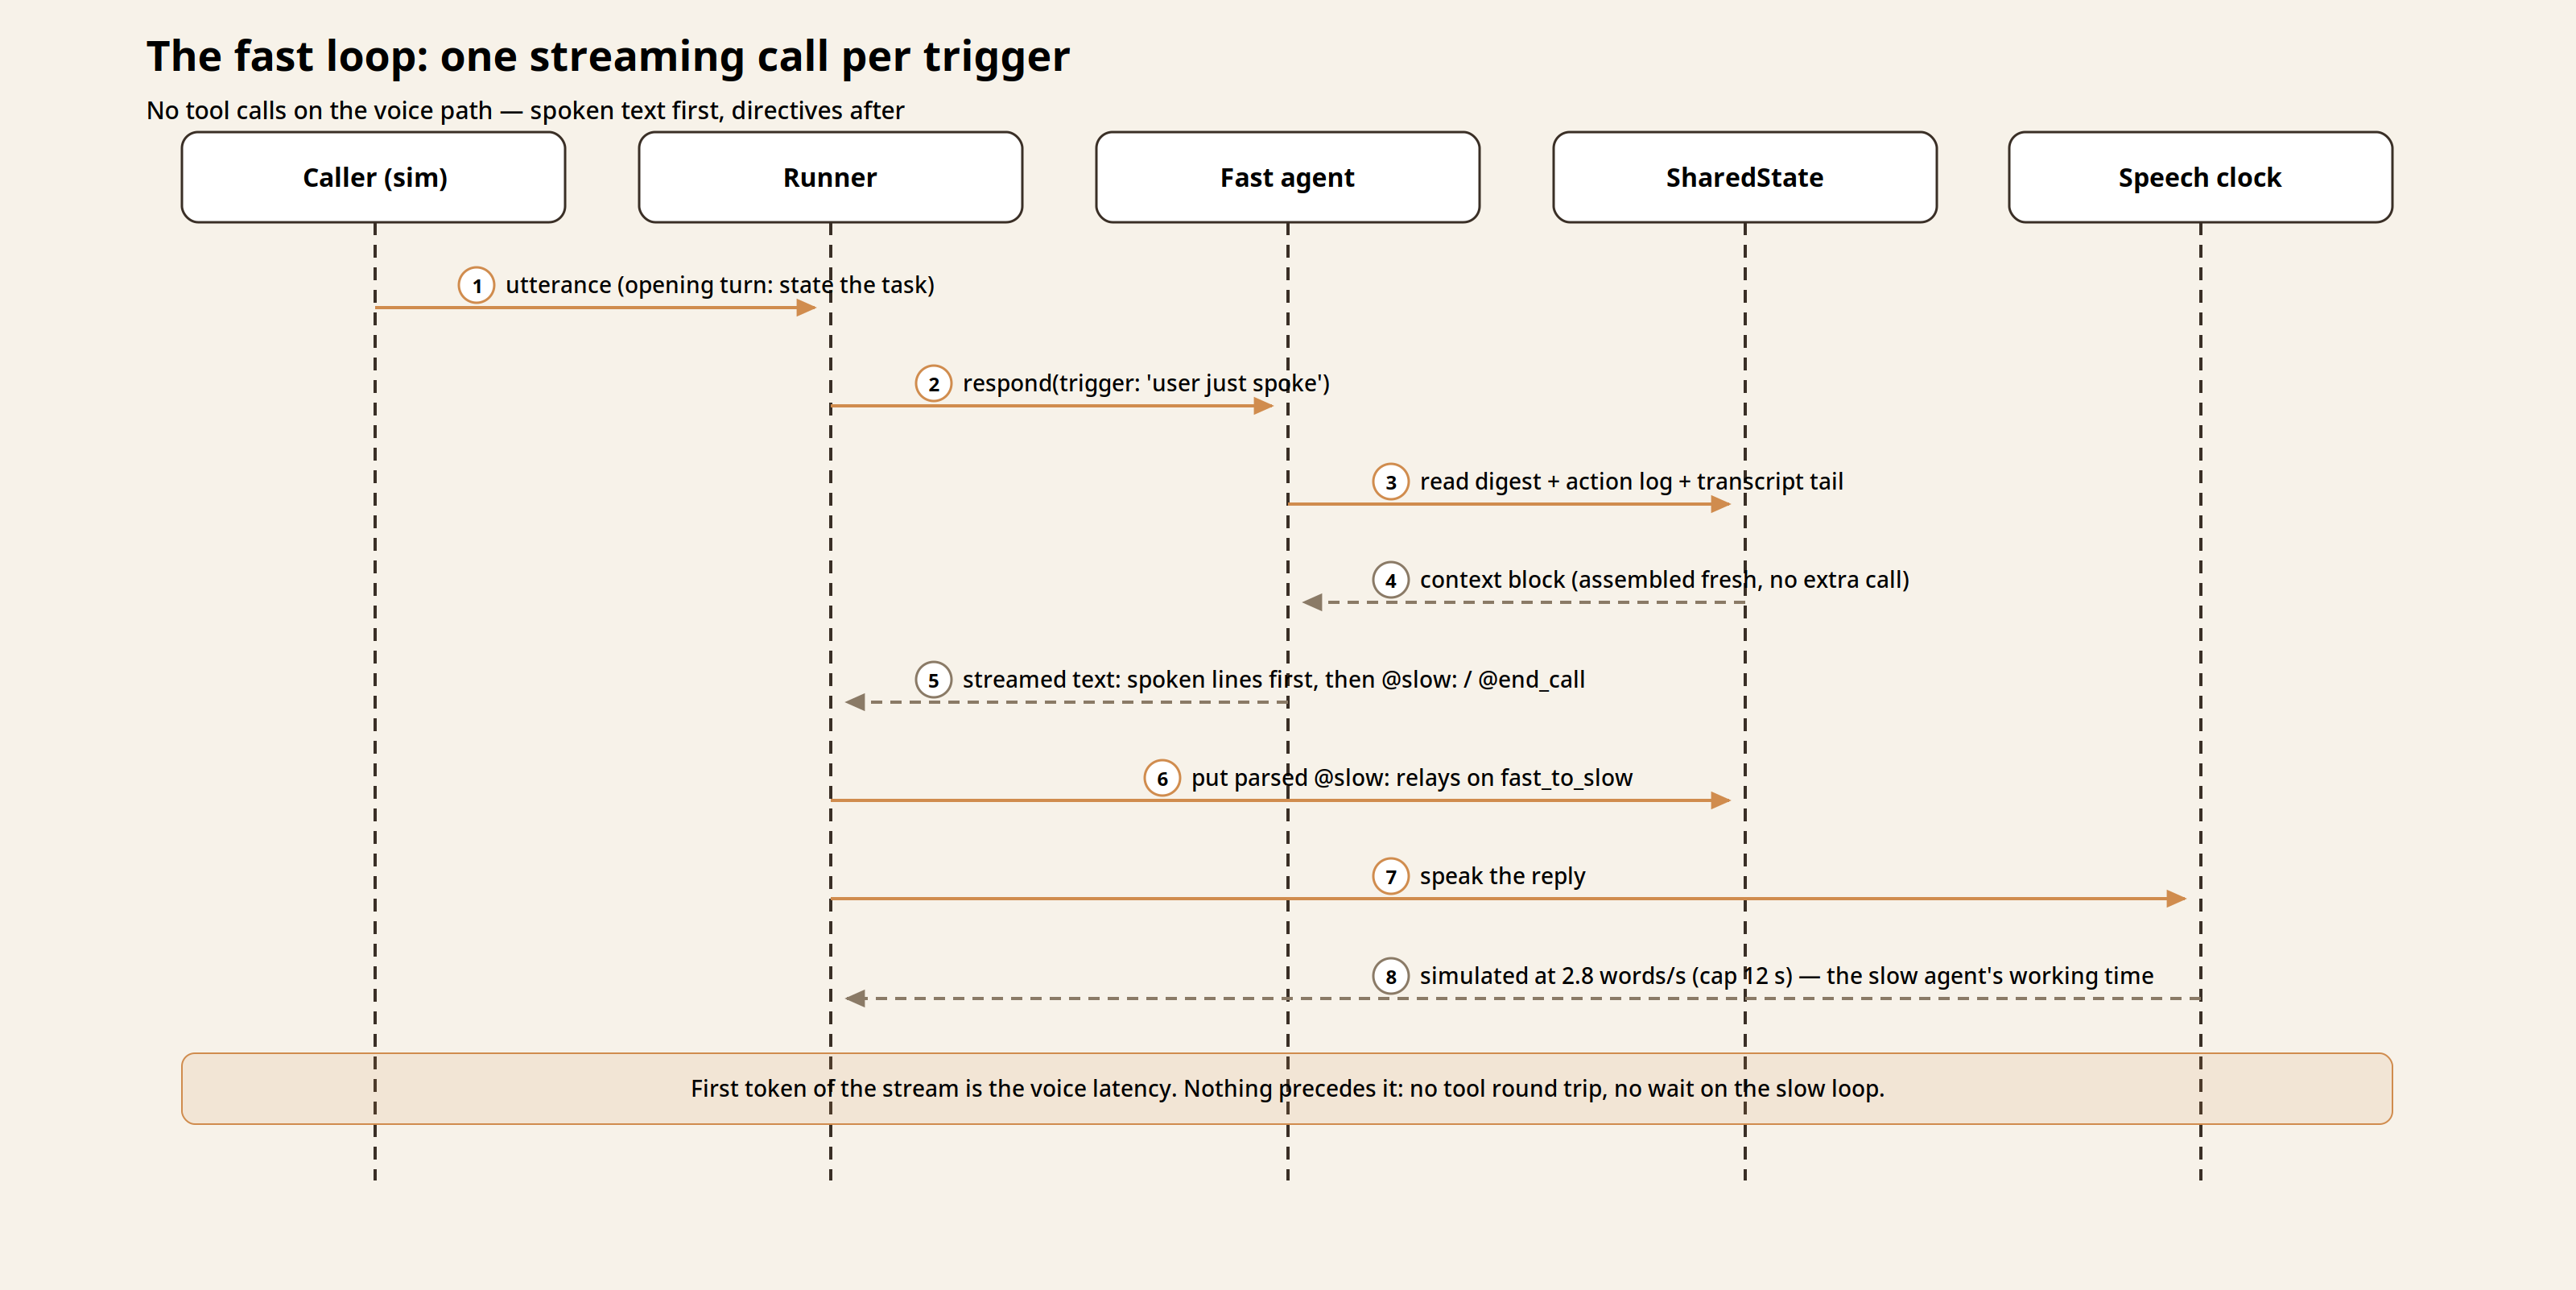 The fast loop: one streaming call per trigger
No tool calls on the voice path — spoken text first, directives after
Caller (sim)
Runner
Fast agent
SharedState
Speech clock
1 utterance (opening turn: state the task)
2 respond(trigger: 'user just spoke')
3 read digest + action log + transcript tail
4 context block (assembled fresh, no extra call)
5 streamed text: spoken lines first, then @slow: / @end_call
6 put parsed @slow: relays on fast_to_slow
7 speak the reply
8 simulated at 2.8 words/s (cap 12 s) — the slow agent's working time
First token of the stream is the voice latency. Nothing precedes it: no tool round trip, no wait on the slow loop.